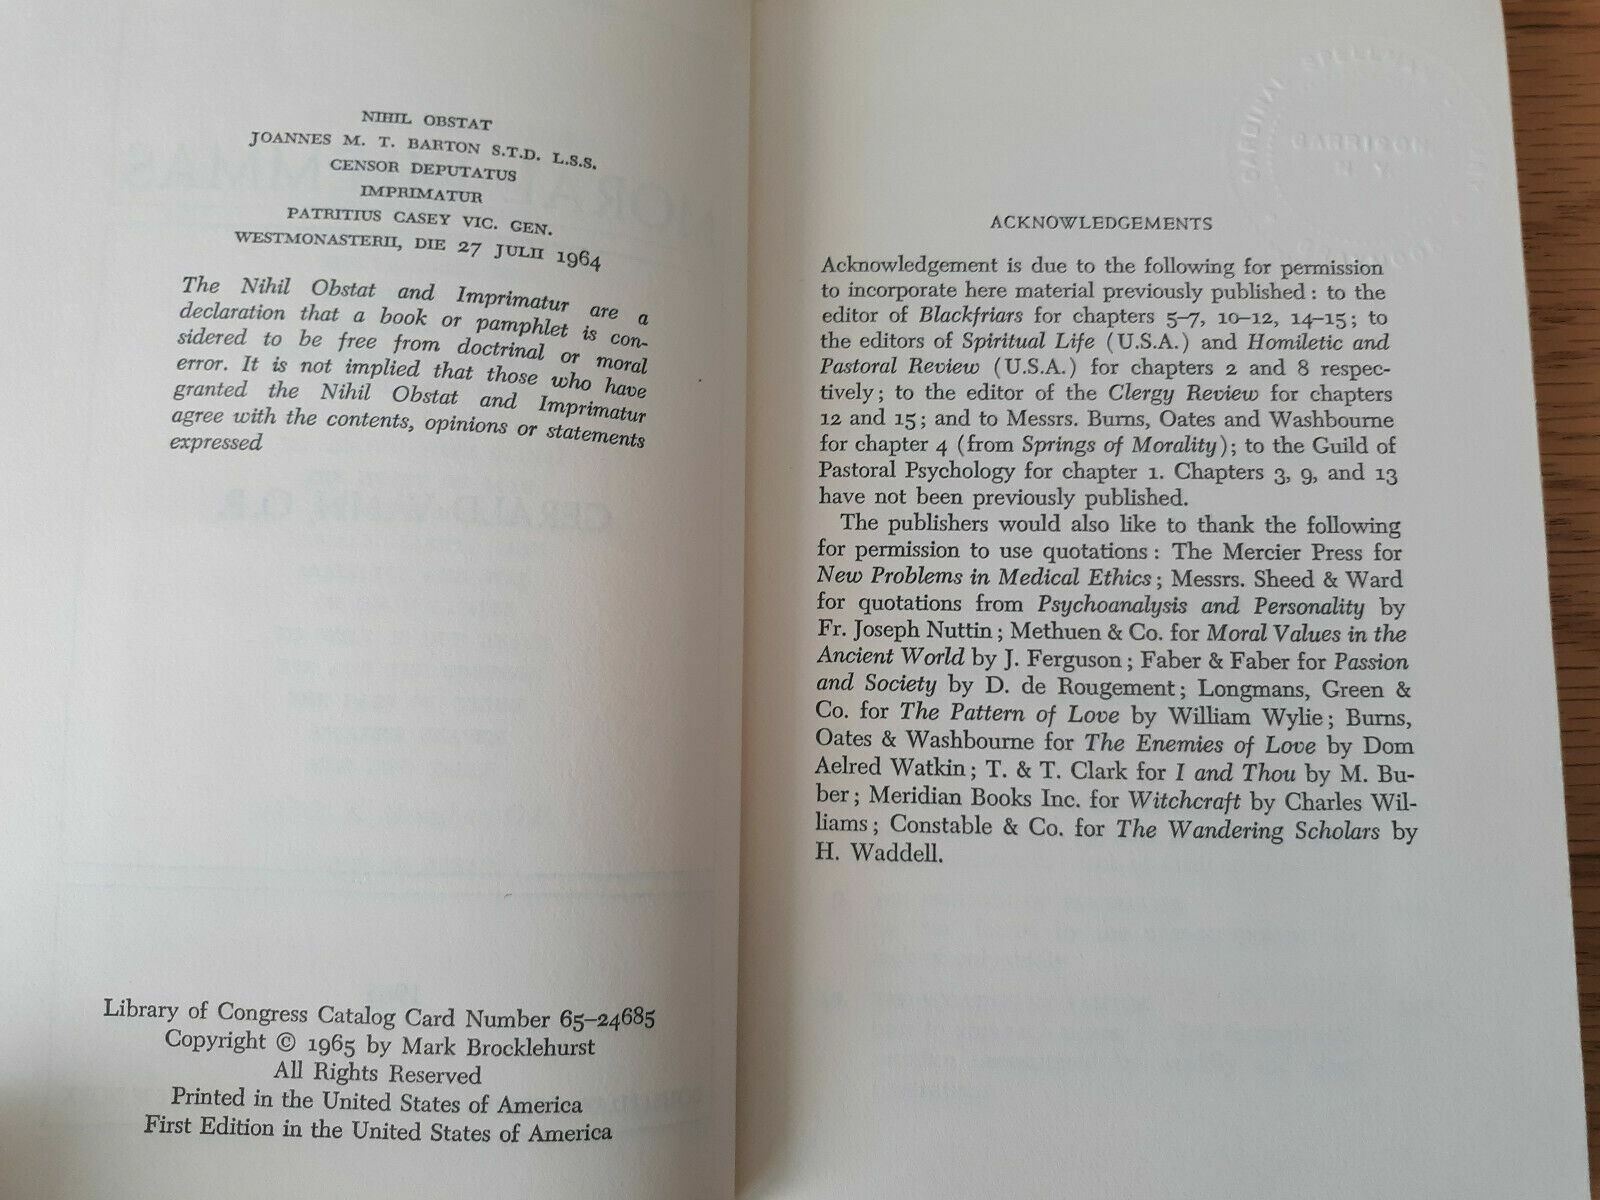 NIHIL OBSTAT
JOANNES M. T. BARTON S.T.D. L.S.S.
CENSOR DEPUTATUS
IMPRIMATUR
PATRITIUS CASEY VIC. GEN.
WESTMONASTERII, DIE 27 JULII 1964
The Nihil Obstat and Imprimatur are a
declaration that a book or pamphlet is con-
sidered to be free from doctrinal or moral
error. It is not implied that those who have
granted the Nihil Obstat and Imprimatur
agree with the contents, opinions or statements
expressed
Library of Congress Catalog Card Number 65–24685
Copyright © 1965 by Mark Brocklehurst
All Rights Reserved
Printed in the United States of America
First Edition in the United States of America
CARDINAL
GARRISON
N Y
ACKNOWLEDGEMENTS
Acknowledgement is due to the following for permission
to incorporate here material previously published : to the
editor of Blackfriars for chapters 5–7, 10–12, 14–15 ; to
the editors of Spiritual Life (U.S.A.) and Homiletic and
Pastoral Review (U.S.A.) for chapters 2 and 8 respec-
tively ; to the editor of the Clergy Review for chapters
12 and 15 ; and to Messrs. Burns, Oates and Washbourne
for chapter 4 (from Springs of Morality) ; to the Guild of
Pastoral Psychology for chapter 1. Chapters 3, 9, and 13
have not been previously published.
The publishers would also like to thank the following
for permission to use quotations : The Mercier Press for
New Problems in Medical Ethics ; Messrs. Sheed & Ward
for quotations from Psychoanalysis and Personality by
Fr. Joseph Nuttin ; Methuen & Co. for Moral Values in the
Ancient World by J. Ferguson ; Faber & Faber for Passion
and Society by D. de Rougement ; Longmans, Green &
Co. for The Pattern of Love by William Wylie ; Burns,
Oates & Washbourne for The Enemies of Love by Dom
Aelred Watkin ; T. & T. Clark for I and Thou by M. Bu-
ber ; Meridian Books Inc. for Witchcraft by Charles Wil-
liams ; Constable & Co. for The Wandering Scholars by
H. Waddell.